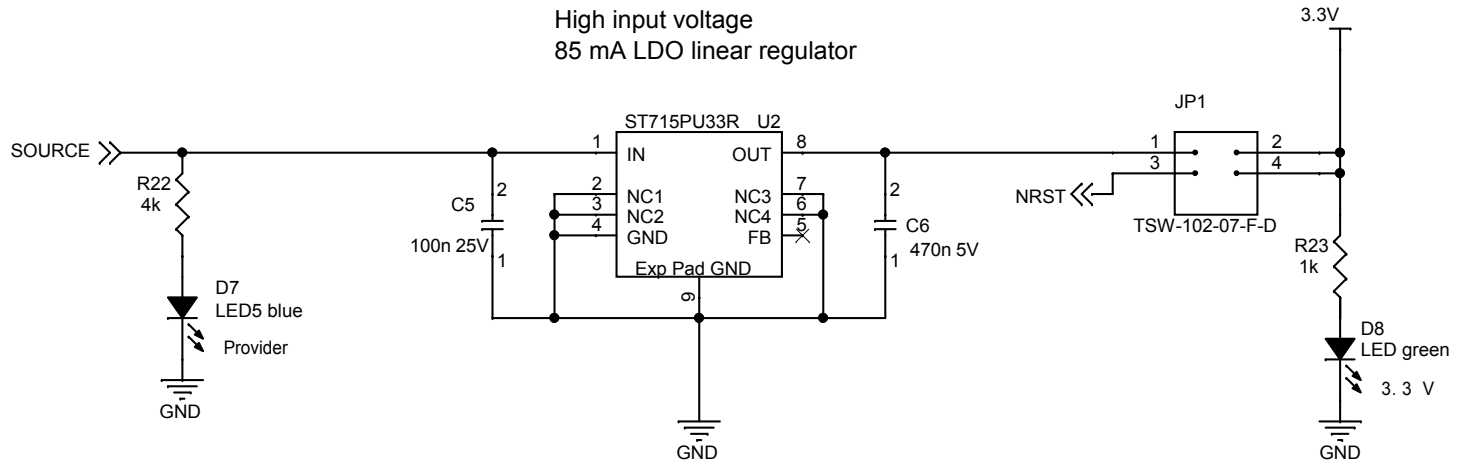 High input voltage
85 mA LDO linear regulator
3.3V
SOURCE
R22
4k
D7
LED5 blue
Provider
GND
C5
100n 25V
2
1
ST715PU33R U2
1 IN OUT 8
2 NC1 NC3 7
3 NC2 NC4 6
4 GND FB 5
Exp Pad GND
9
GND
2
C6
470n 5V
1
JP1
1 2
3 4
NRST
TSW-102-07-F-D
R23
1k
D8
LED green
3. 3 V
GND